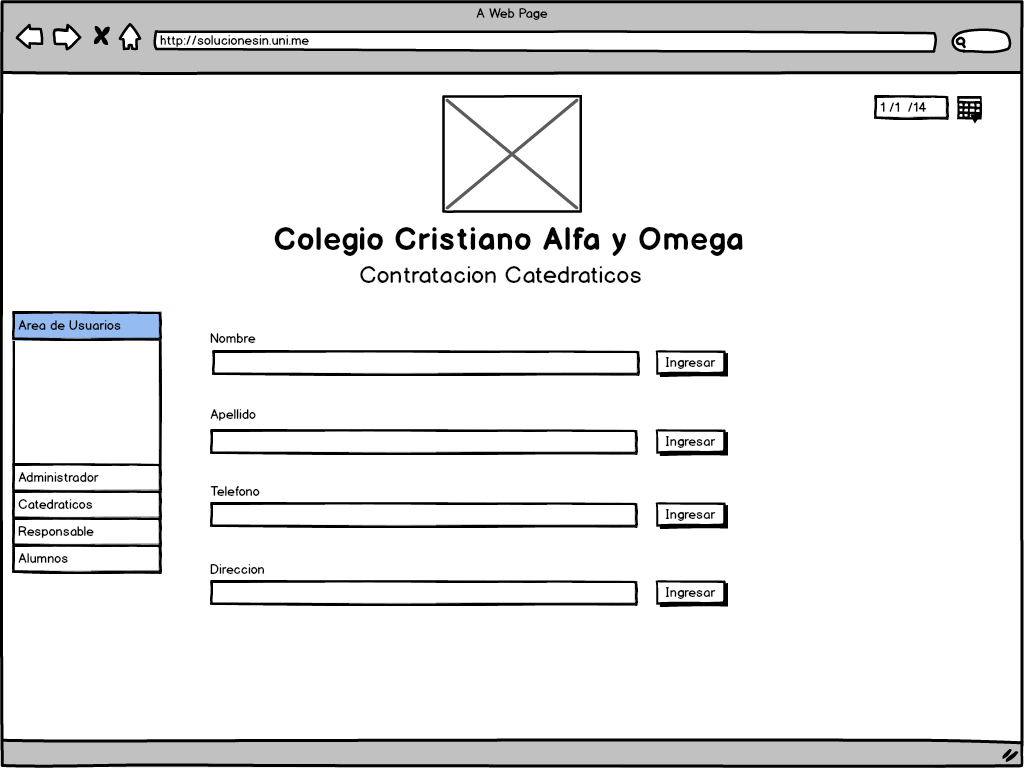 A Web Page
http://solucionesin.uni.me
1 /1 /14
Colegio Cristiano Alfa y Omega
Contratacion Catedraticos
Area de Usuarios
Administrador
Catedraticos
Responsable
Alumnos
Nombre
Ingresar
Apellido
Ingresar
Telefono
Ingresar
Direccion
Ingresar